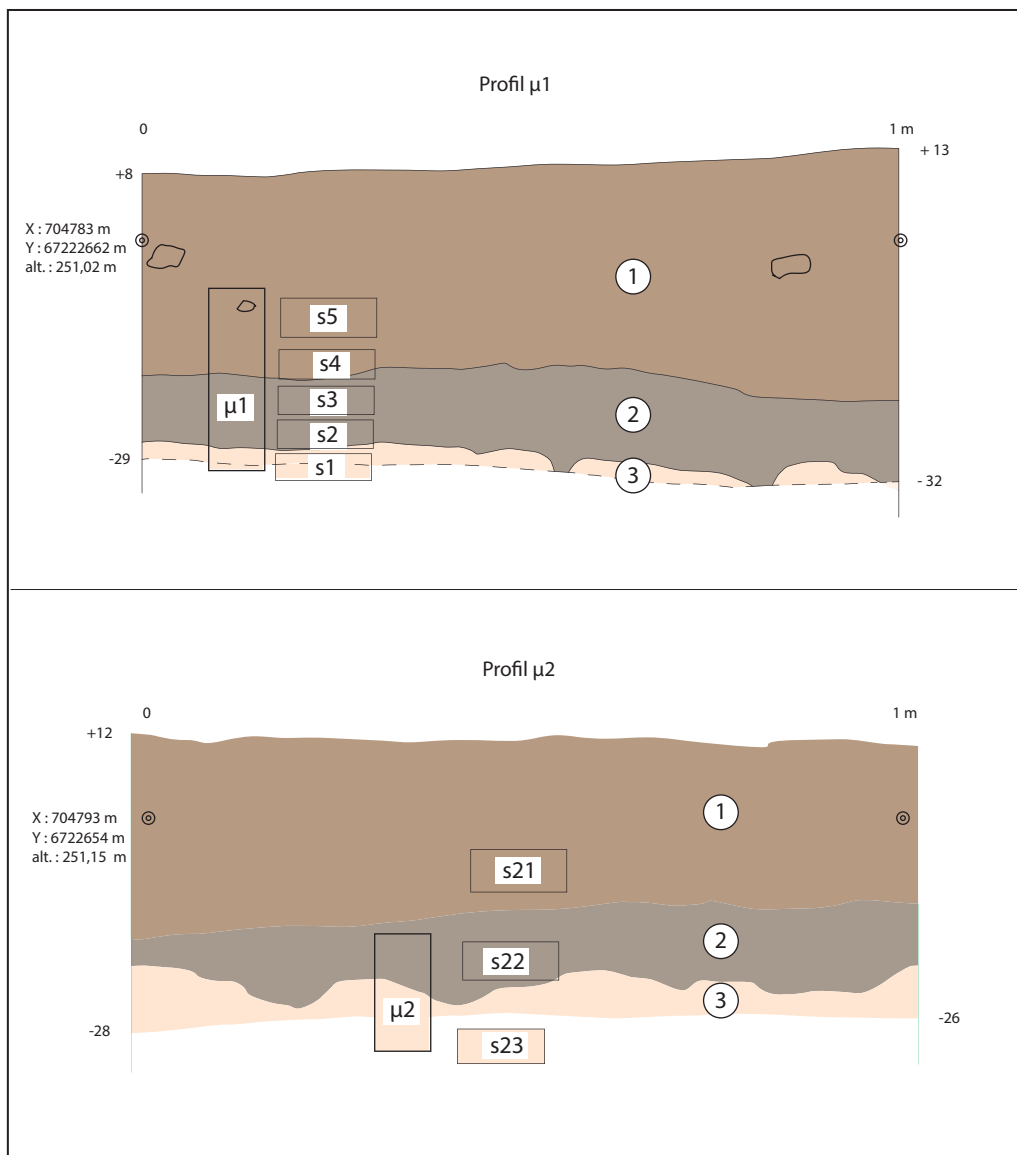 Profil µ1
0
1 m
+8
+ 13
X : 704783 m
Y : 67222662 m
alt. : 251,02 m
1
s5
s4
s3
µ1
2
s2
s1
3
-29
- 32
Profil µ2
0
1 m
+12
X : 704793 m
Y : 6722654 m
alt. : 251,15 m
1
s21
2
s22
3
µ2
-28
-26
s23